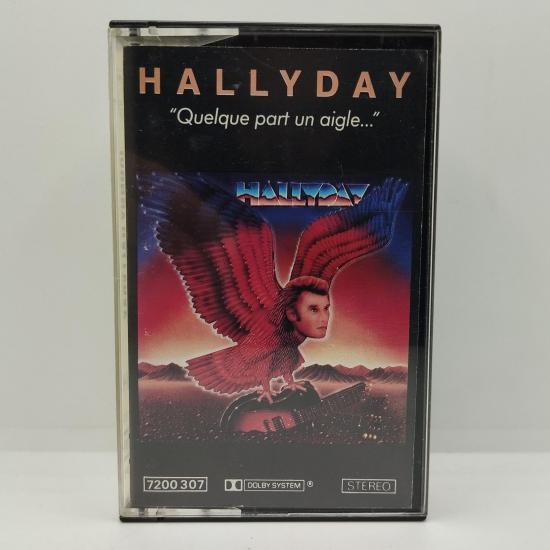 HALLYDAY
“Quelque part un aigle...”
HALLYDAY
7200 307
DOLBY SYSTEM ®
STEREO